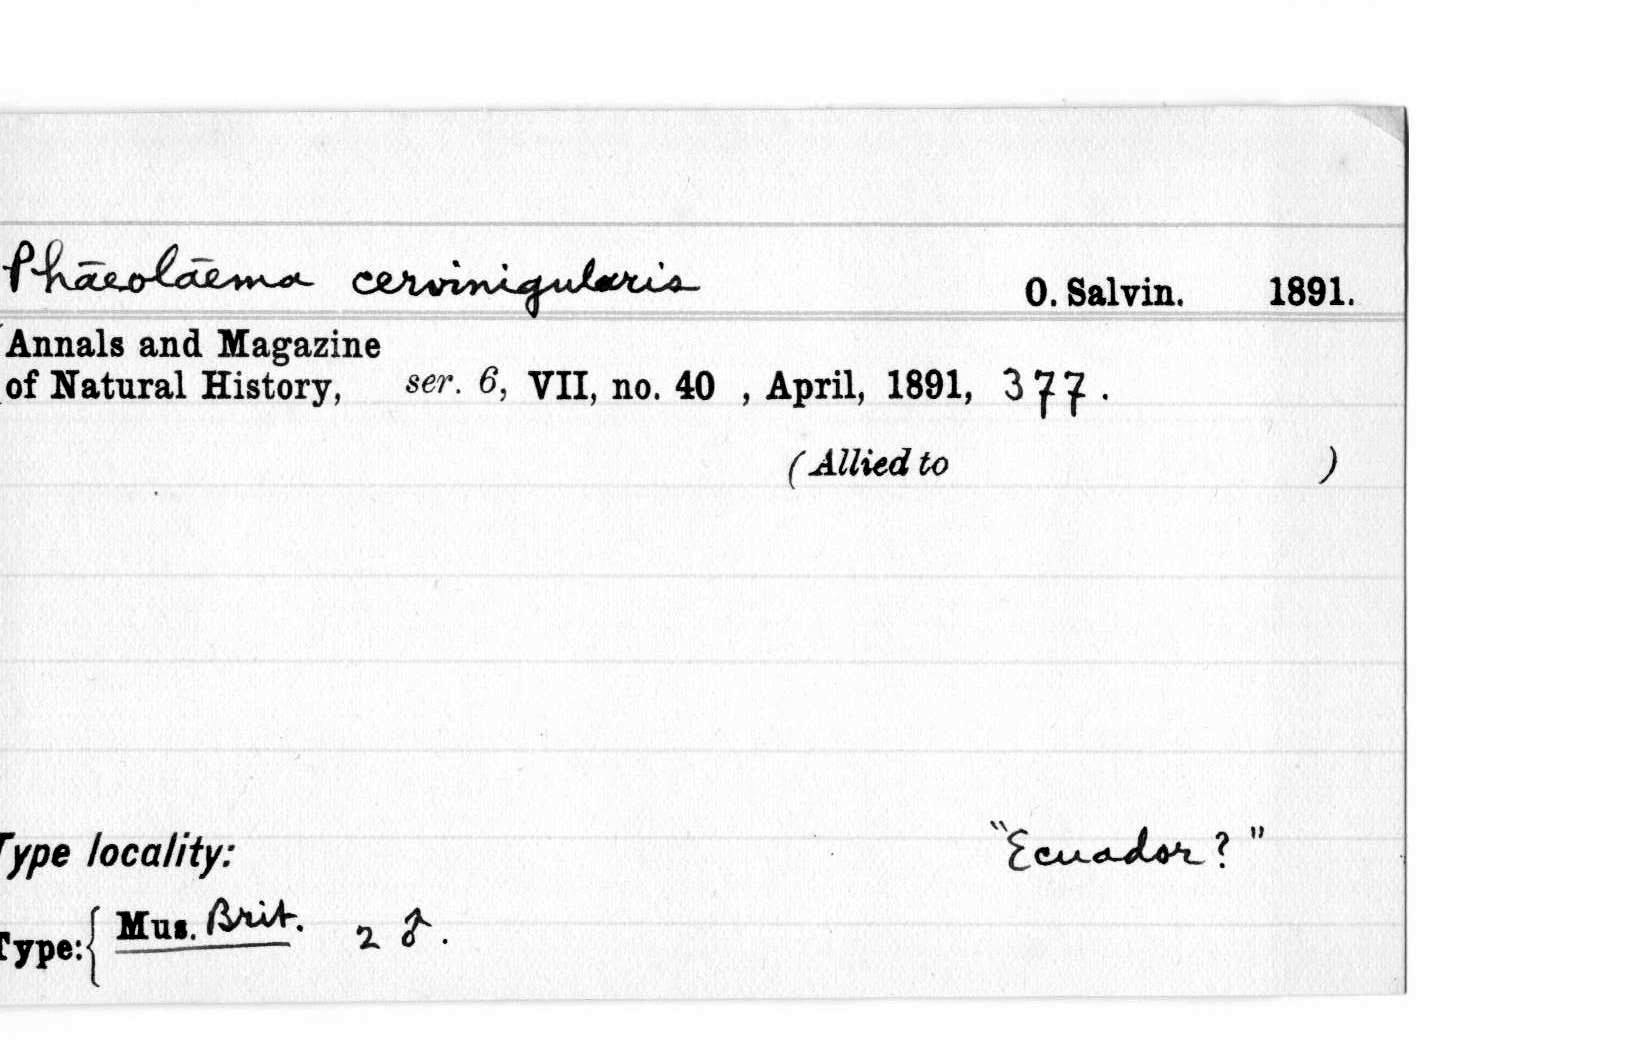 Phāeolāema cervinigularis O. Salvin. 1891.
Annals and Magazine
of Natural History, ser. 6, VII, no. 40 , April, 1891, 377.
(Allied to )
Type locality: "Ecuador?"
Type: { Mus. Brit. 2 ♂.